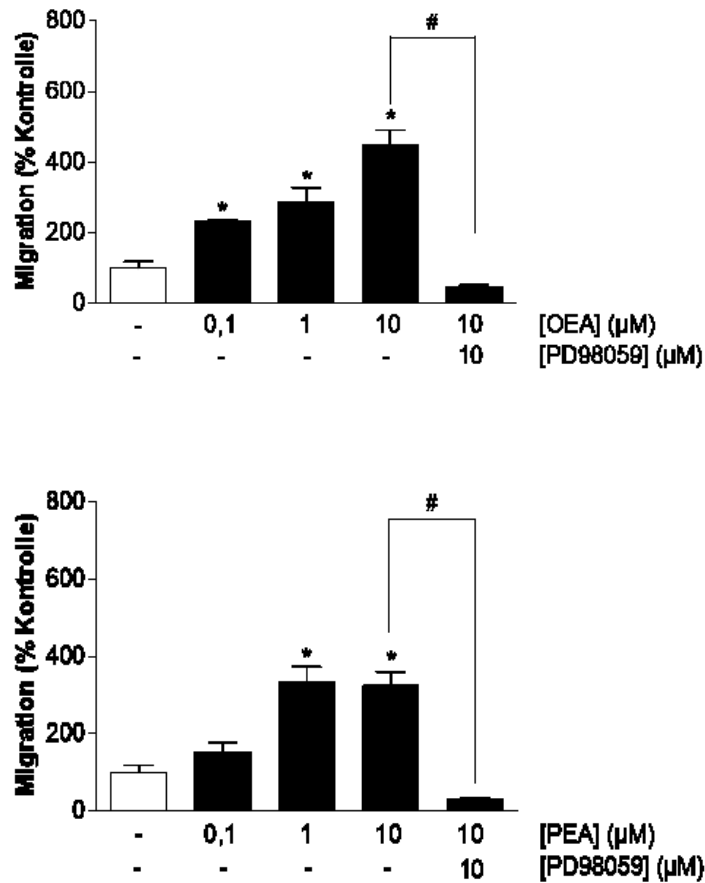 800
#
600
*
400
*
*
200
0
Migration (% Kontrolle)
- 0,1 1 10 10 [OEA] (µM)
- - - - 10 [PD98059] (µM)
800
#
600
* *
400
200
0
Migration (% Kontrolle)
- 0,1 1 10 10 [PEA] (µM)
- - - - 10 [PD98059] (µM)